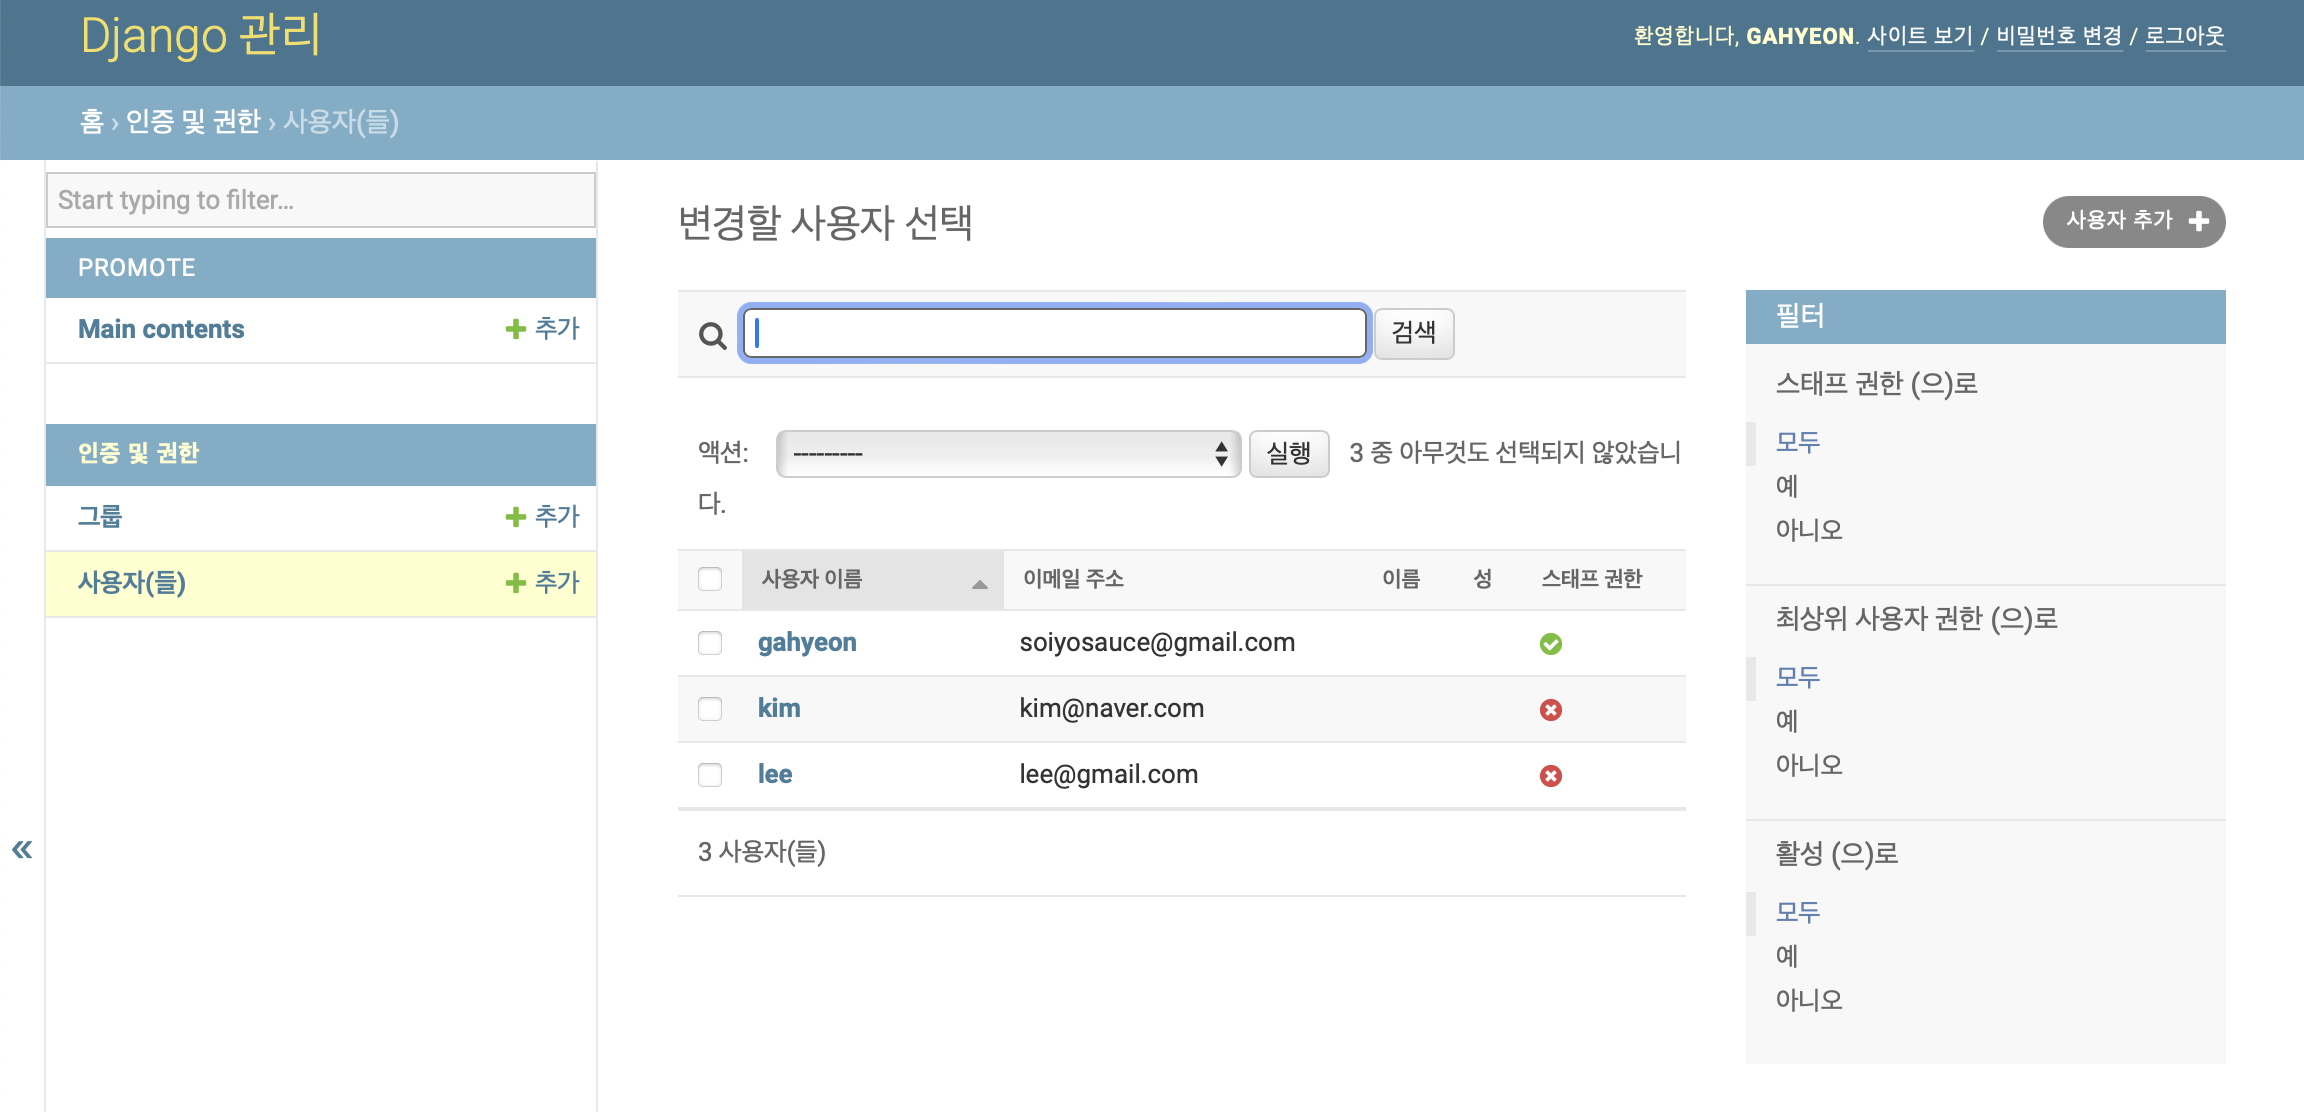 Django 관리
환영합니다, GAHYEON. 사이트 보기 / 비밀번호 변경 / 로그아웃
홈 › 인증 및 권한 › 사용자(들)
Start typing to filter...
PROMOTE
Main contents + 추가
인증 및 권한
그룹 + 추가
사용자(들) + 추가
«
변경할 사용자 선택
사용자 추가 +
검색
액션: --------- 실행 3 중 아무것도 선택되지 않았습니
다.
사용자 이름 이메일 주소 이름 성 스태프 권한
gahyeon soiyosauce@gmail.com
kim kim@naver.com
lee lee@gmail.com
3 사용자(들)
필터
스태프 권한 (으)로
모두
예
아니오
최상위 사용자 권한 (으)로
모두
예
아니오
활성 (으)로
모두
예
아니오